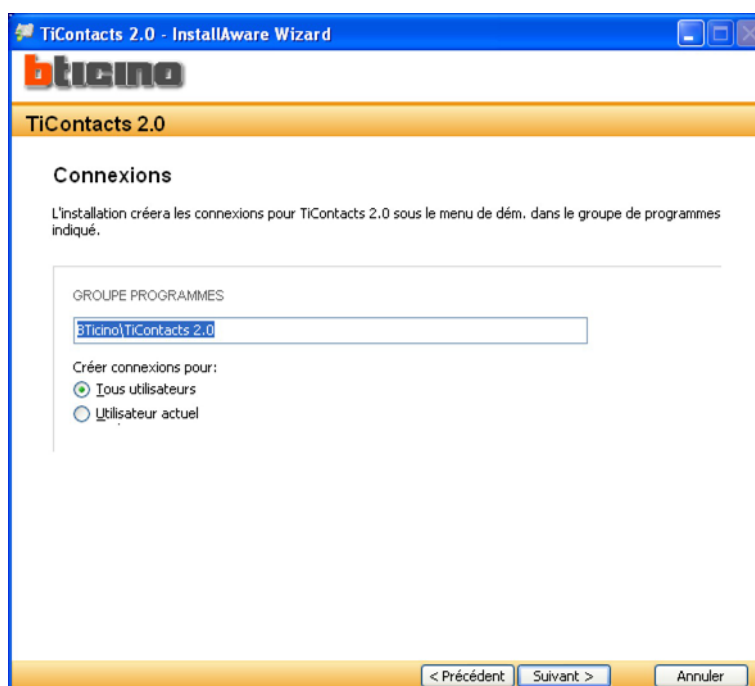 TiContacts 2.0 - InstallAware Wizard
bticino
TiContacts 2.0
Connexions
L'installation créera les connexions pour TiContacts 2.0 sous le menu de dém. dans le groupe de programmes
indiqué.
GROUPE PROGRAMMES
BTicino\TiContacts 2.0
Créer connexions pour:
Tous utilisateurs
Utilisateur actuel
< Précédent
Suivant >
Annuler